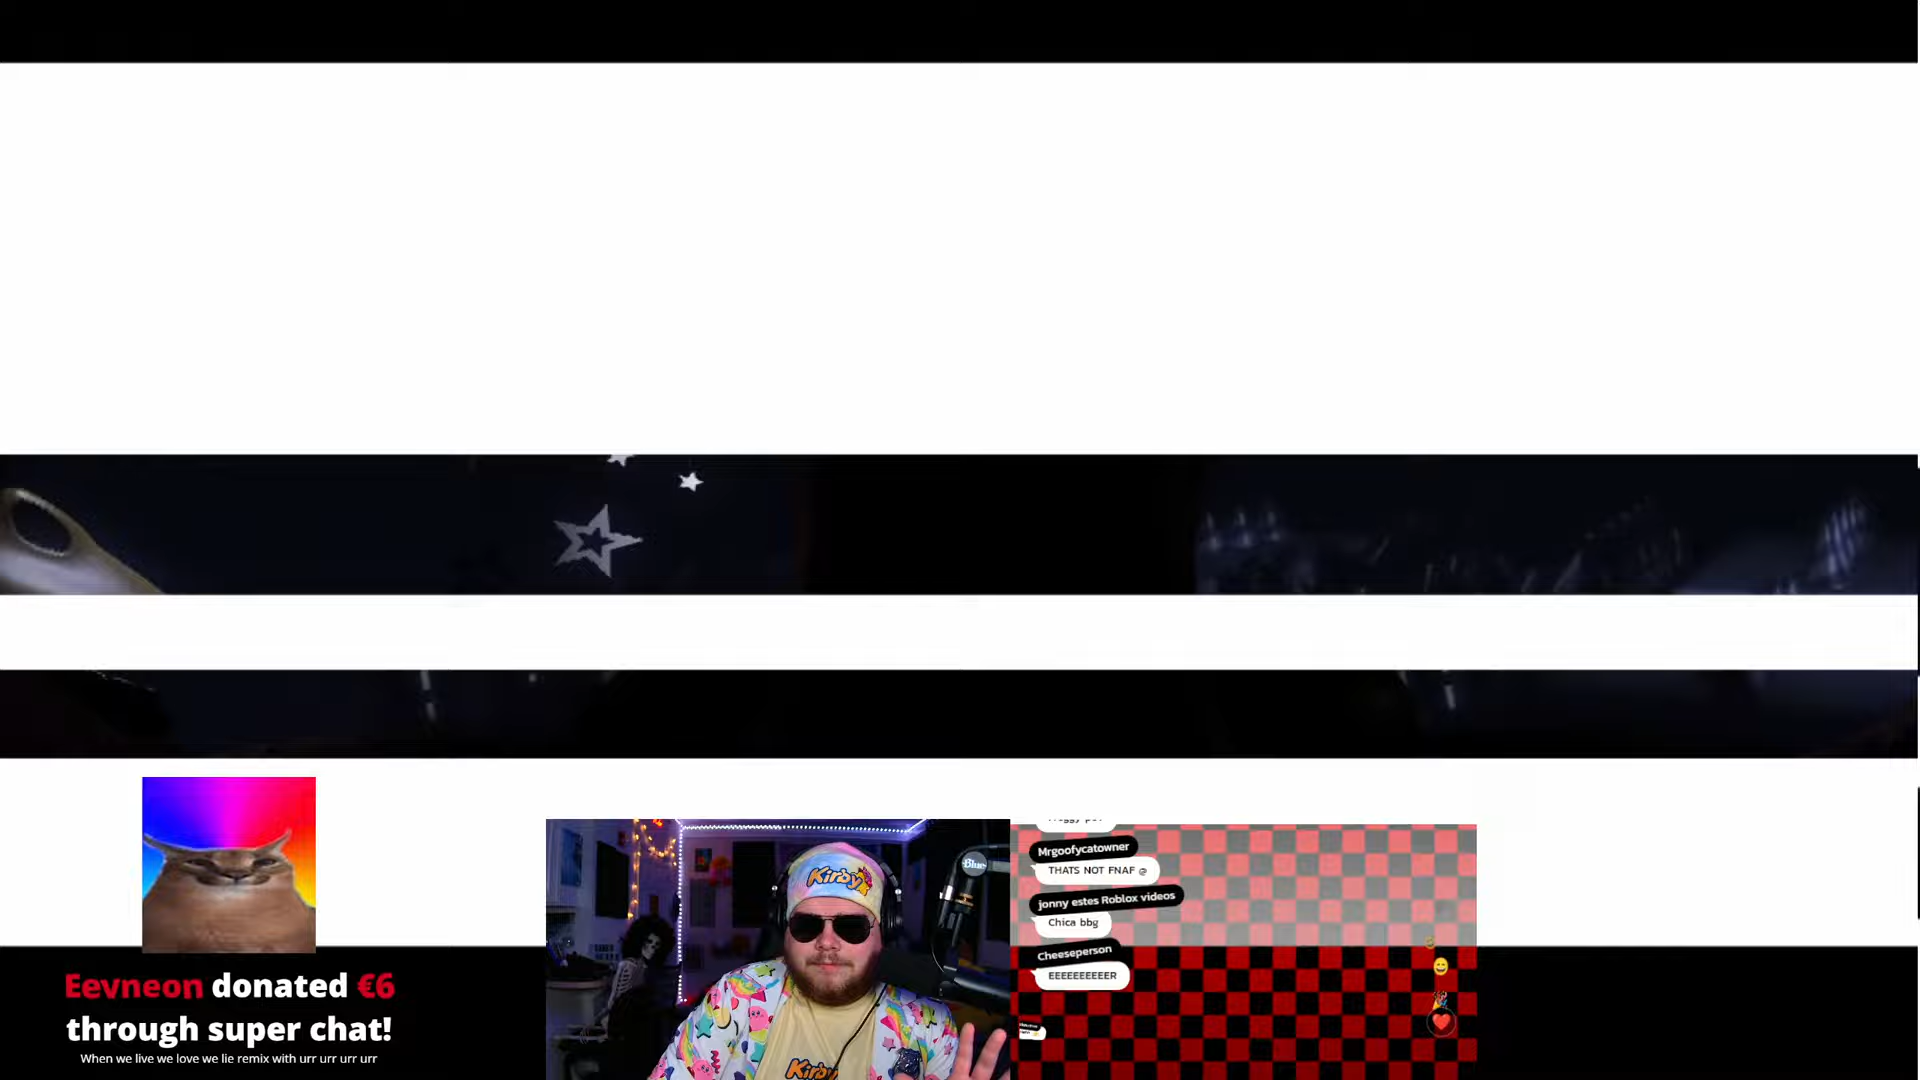 Eevneon donated €6
through super chat!
When we live we love we lie remix with urr urr urr urr
Kirby
Blue
Mrgoofycatowner
THATS NOT FNAF @
jonny estes Roblox videos
Chica bbg
Cheeseperson
EEEEEEEEEER